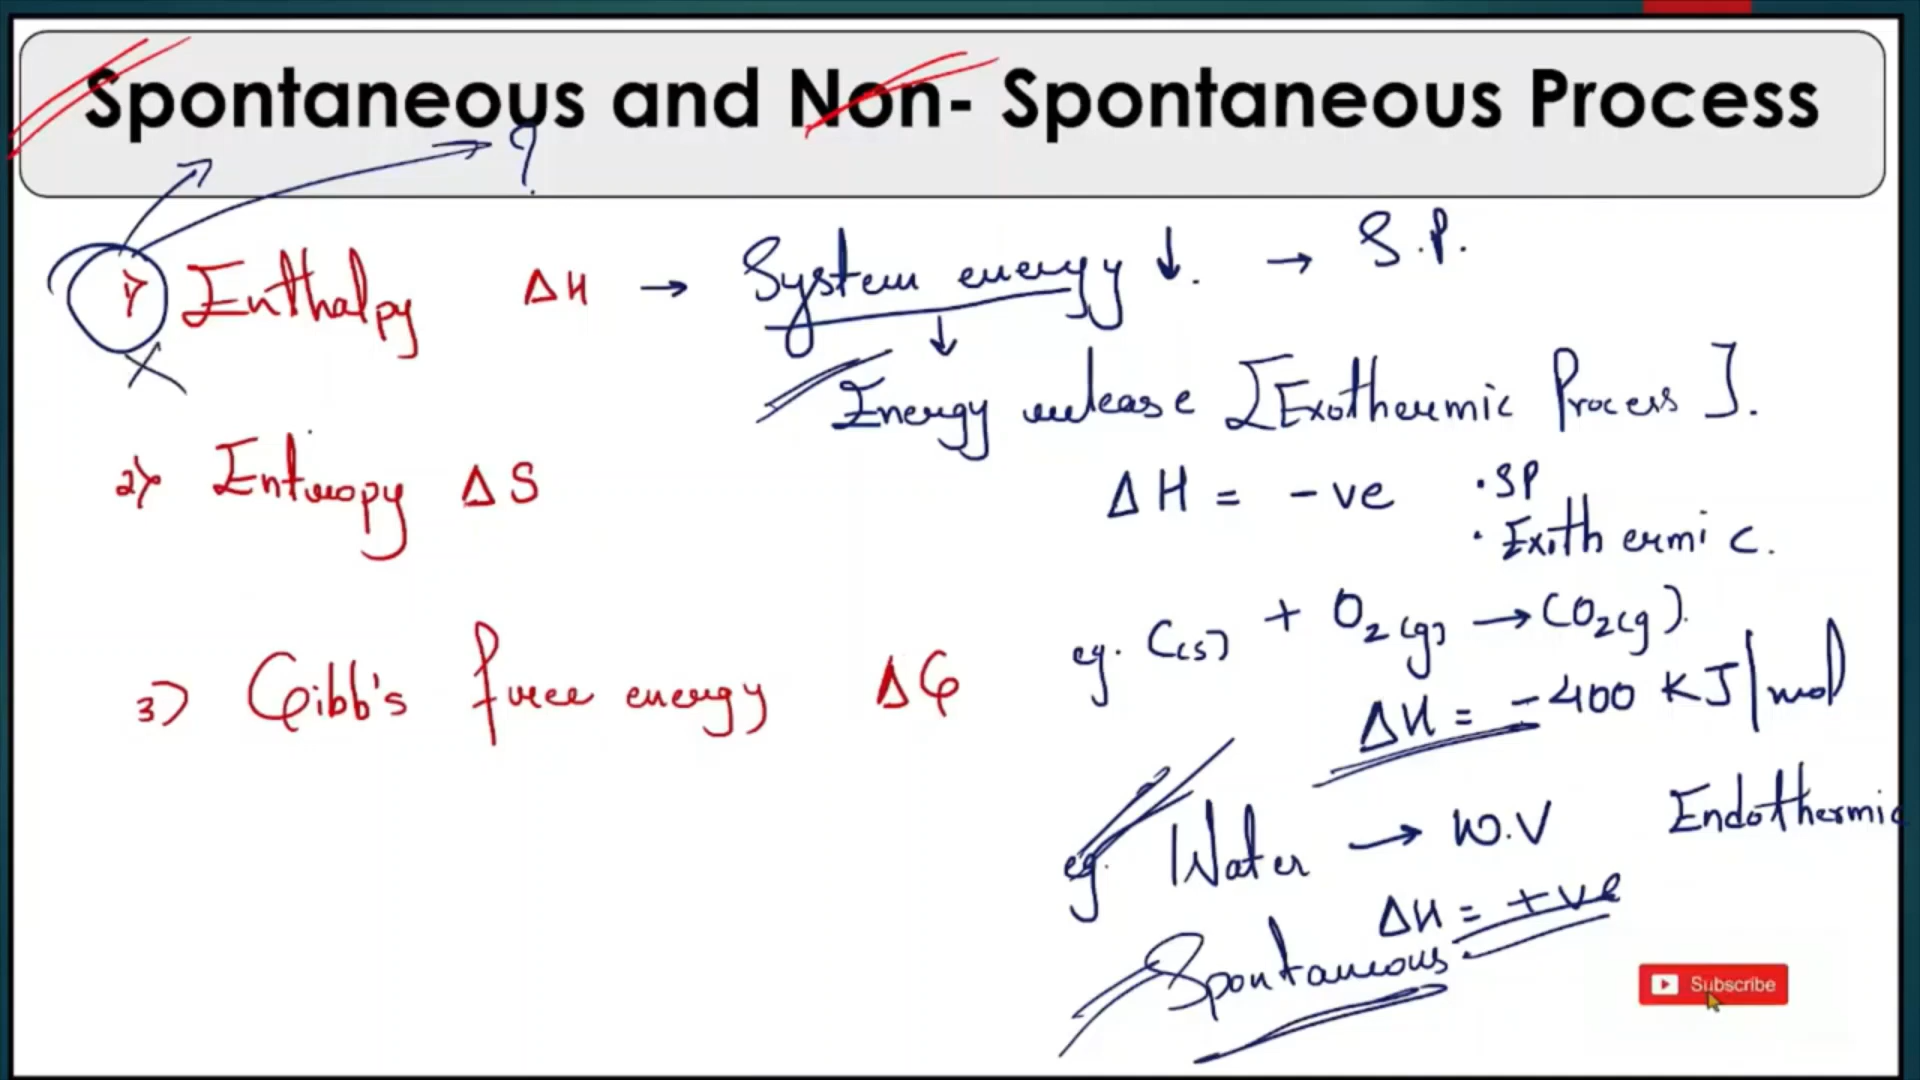 Spontaneous and Non- Spontaneous Process
?
1) Enthalpy ΔH → System energy ↓. → S.P.
↓
Energy release [Exothermic Process].
2) Entropy ΔS
ΔH = -ve
• SP
• Exithermic.
3) Gibb's free energy ΔG
eg. C(s) + O2(g) → CO2(g).
ΔH = -400 KJ/mol
eg. Water → W.V
Endothermic
ΔH = +ve
Spontaneous.
Subscribe